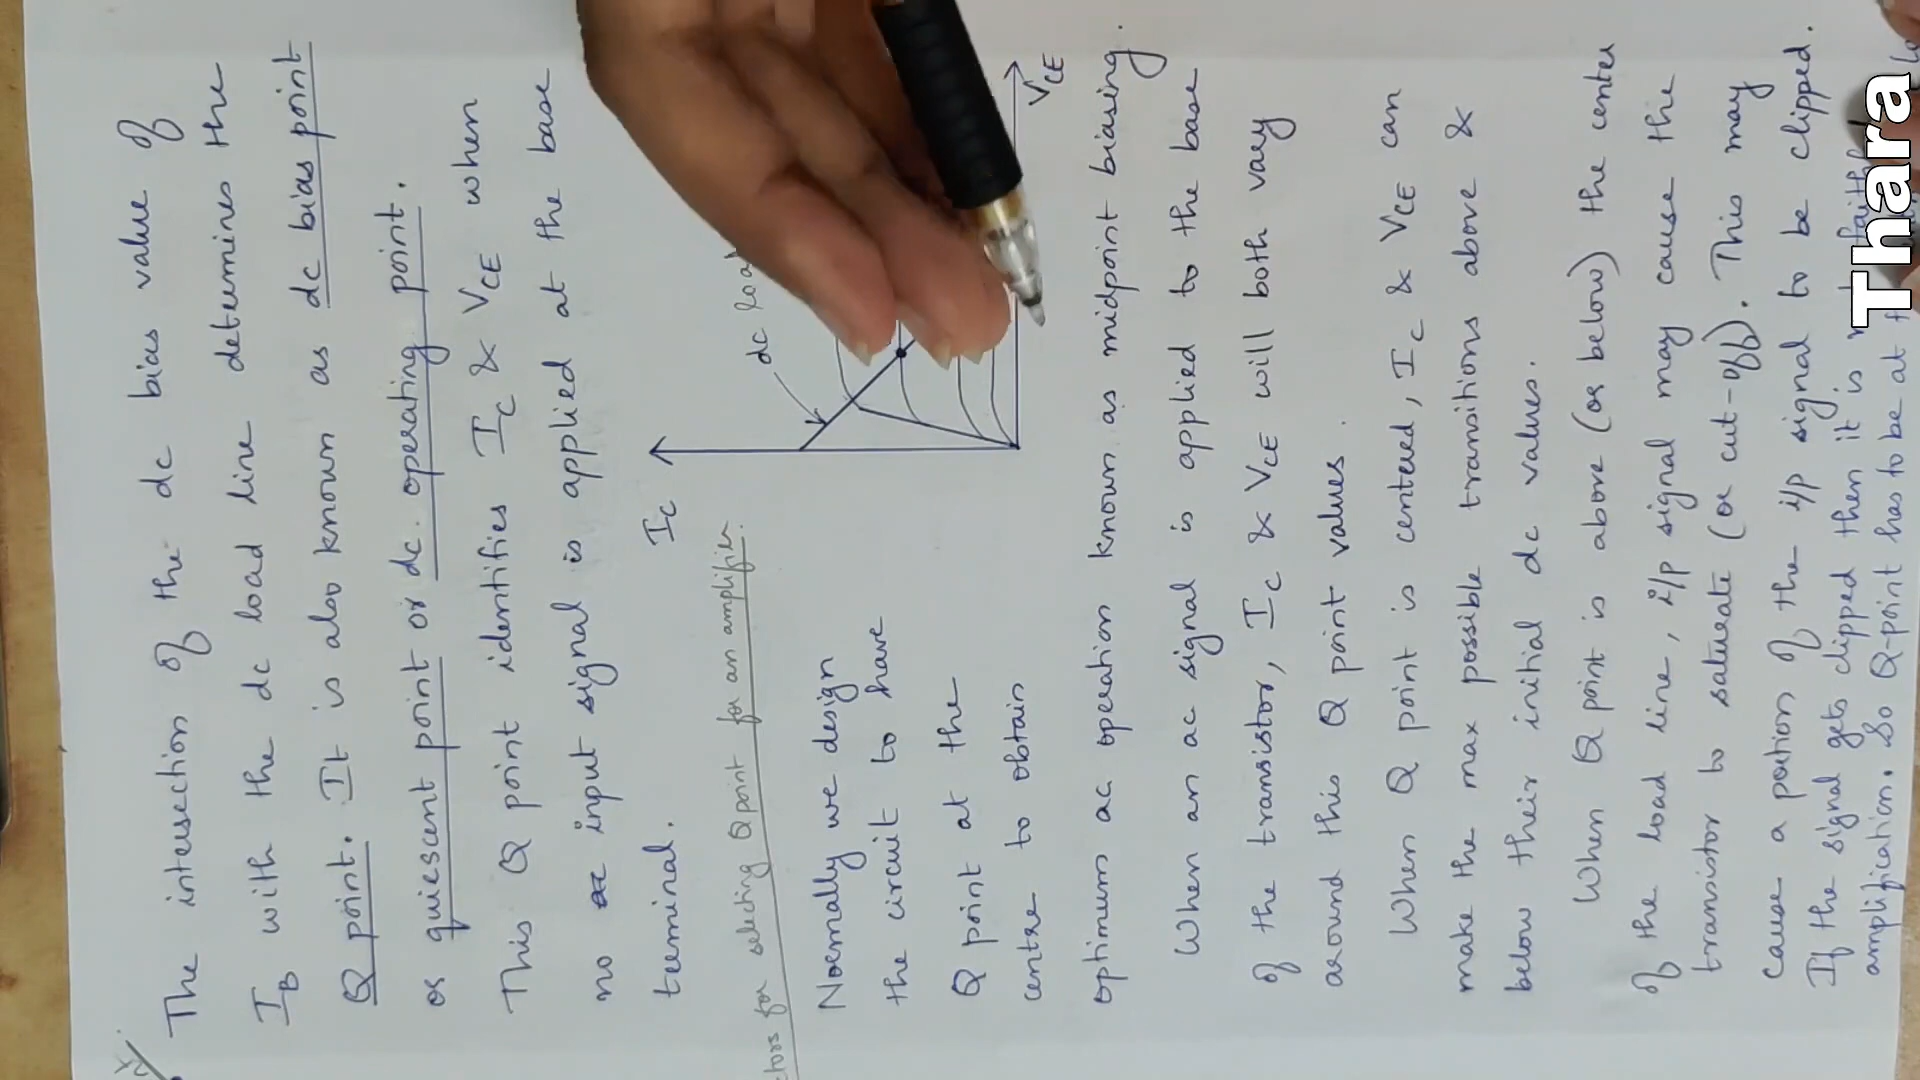 The intersection of the dc bias value of
IB with the dc load line determines the
Q point. It is also known as dc bias point
or quiescent point or dc operating point.
This Q point identifies IC & VCE when
no input signal is applied at the base
terminal.
for selecting Q point for an amplifier.
IC
dc
VCE
Normally we design
the circuit to have
Q point at the
centre to obtain
optimum ac operation known as midpoint biasing.
When an ac signal is applied to the base
of the transistor, IC & VCE will both vary
around this Q point values.
When Q point is centered, IC & VCE can
make the max possible transitions above &
below their initial dc values.
When Q point is above (or below) the center
of the load line, i/p signal may cause the
transistor to saturate (or cut-off). This may
cause a portion of the i/p signal to be clipped.
If the signal gets clipped then it is
amplification. So Q-point has to be at
Thara